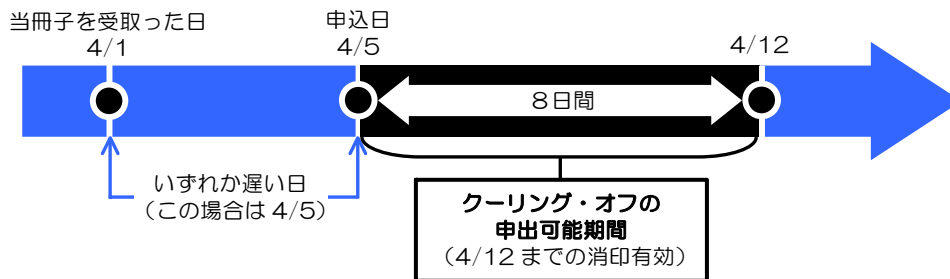 当冊子を受取った日
4/1
申込日
4/5
4/12
8日間
いずれか遅い日
（この場合は 4/5）
クーリング・オフの
申出可能期間
（4/12 までの消印有効）